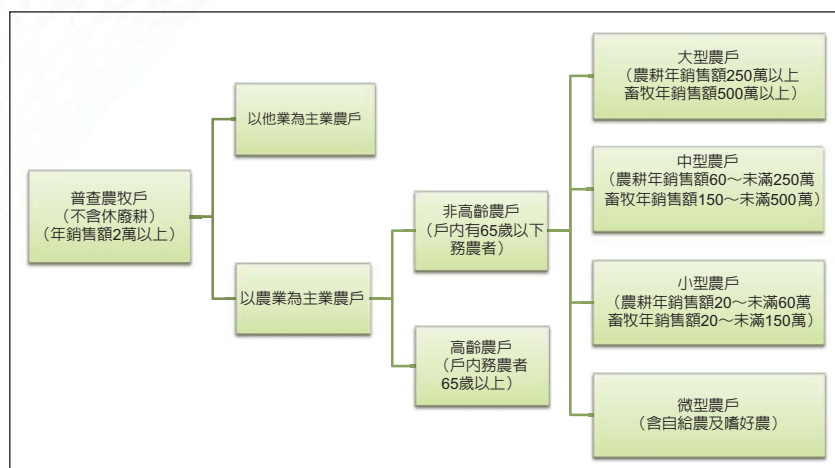 普查農牧戶
（不含休廢耕）
（年銷售額2萬以上）
以他業為主業農戶
以農業為主業農戶
非高齡農戶
（戶內有65歲以下
務農者）
高齡農戶
（戶內務農者
65歲以上）
大型農戶
（農耕年銷售額250萬以上
畜牧年銷售額500萬以上）
中型農戶
（農耕年銷售額60～未滿250萬
畜牧年銷售額150～未滿500萬）
小型農戶
（農耕年銷售額20～未滿60萬
畜牧年銷售額20～未滿150萬）
微型農戶
（含自給農及嗜好農）